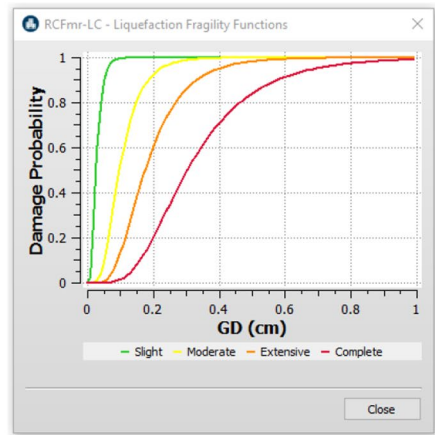 RCFmr-LC - Liquefaction Fragility Functions
Damage Probability
1
0.8
0.6
0.4
0.2
0
0 0.2 0.4 0.6 0.8 1
GD (cm)
Slight Moderate Extensive Complete
Close